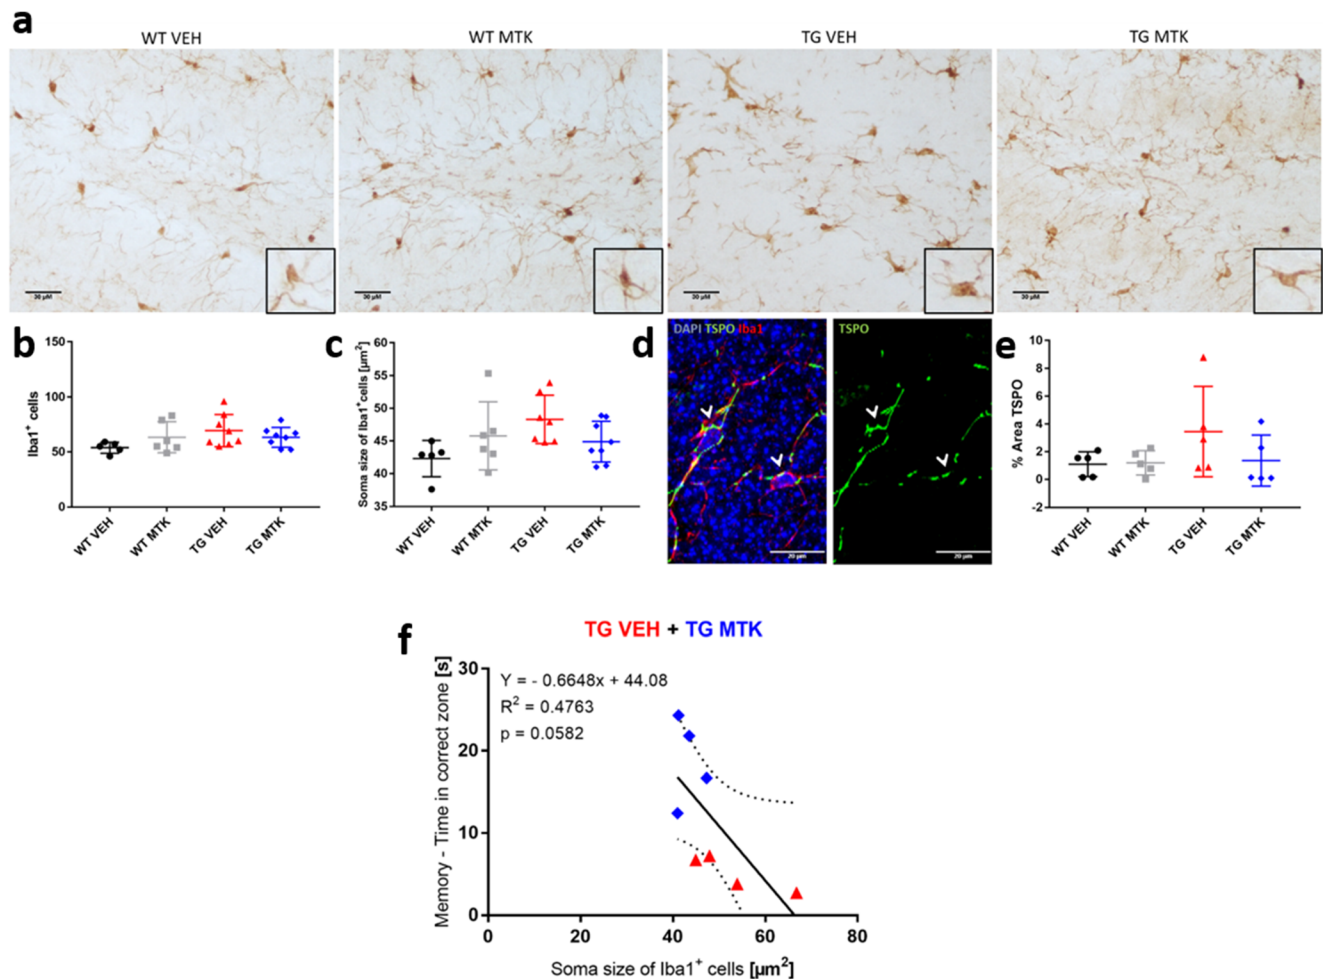 a
WT VEH
WT MTK
TG VEH
TG MTK
30 µM
30 µM
30 µM
30 µM
b
150
100
50
0
Iba1+ cells
WT VEH
WT MTK
TG VEH
TG MTK
c
60
55
50
45
40
35
Soma size of Iba1+cells [µm2]
WT VEH
WT MTK
TG VEH
TG MTK
d
DAPI TSPO Iba1
20 µm
TSPO
20 µm
e
10
8
6
4
2
0
-2
% Area TSPO
WT VEH
WT MTK
TG VEH
TG MTK
f
TG VEH + TG MTK
Memory - Time in correct zone [s]
30
20
10
0
Y = - 0.6648x + 44.08
R2 = 0.4763
p = 0.0582
0 20 40 60 80
Soma size of Iba1+ cells [µm2]